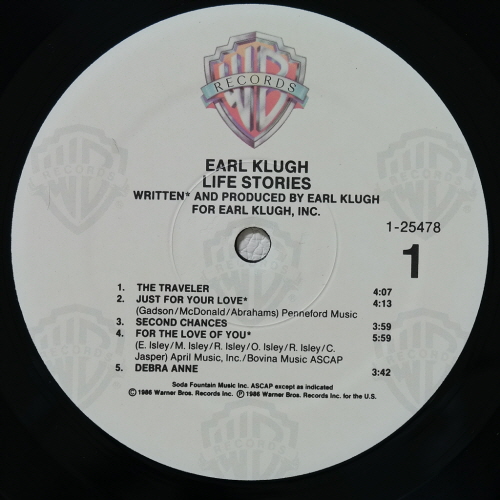 RECORDS
EARL KLUGH
LIFE STORIES
WRITTEN* AND PRODUCED BY EARL KLUGH
FOR EARL KLUGH, INC.
1-25478
1
1. THE TRAVELER 4:07
2. JUST FOR YOUR LOVE* 4:13
(Gadson/McDonald/Abrahams) Penneford Music
3. SECOND CHANCES 3:59
4. FOR THE LOVE OF YOU* 5:59
(E. Isley/M. Isley/R. Isley/O. Isley/R. Isley/C.
Jasper) April Music, Inc./Bovina Music ASCAP
5. DEBRA ANNE 3:42
Soda Fountain Music Inc. ASCAP except as indicated
© 1986 Warner Bros. Records Inc. ℗ 1986 Warner Bros. Records Inc. for the U.S.